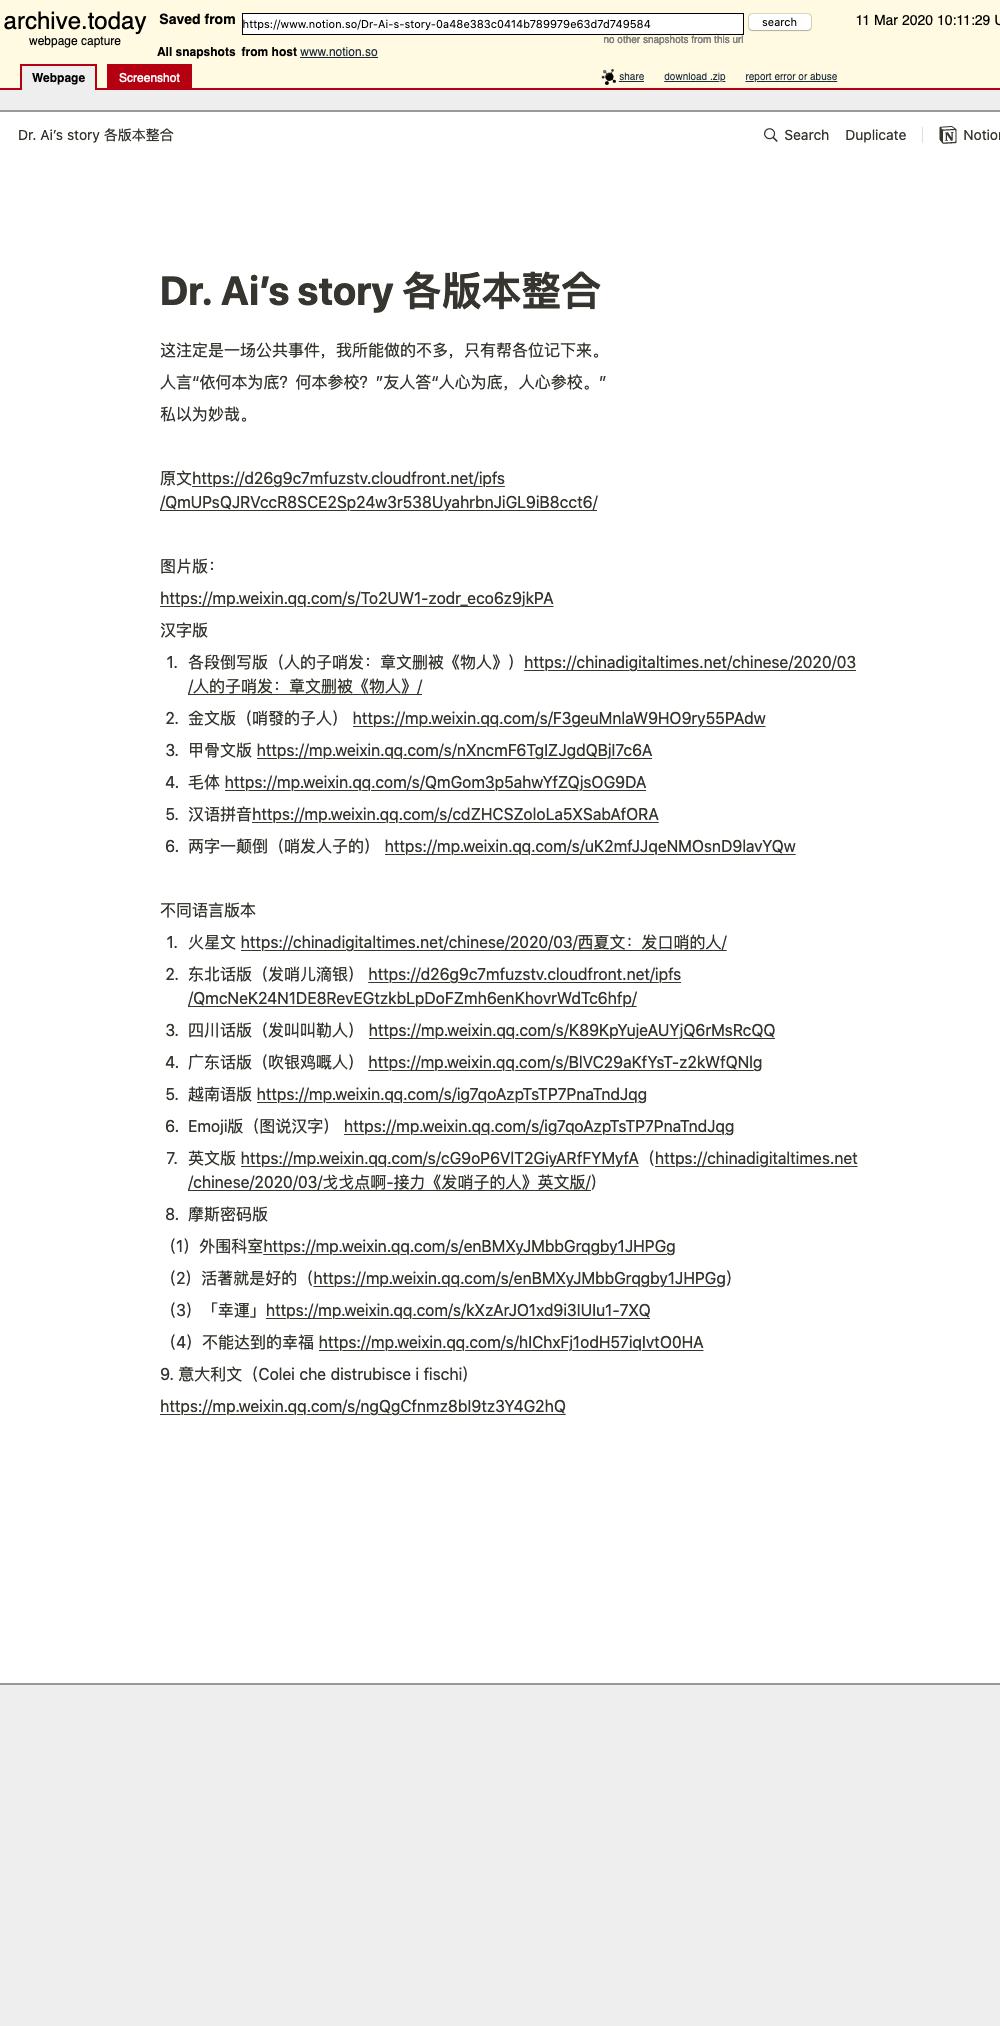 archive.today
webpage capture
Saved from https://www.notion.so/Dr-Ai-s-story-0a48e383c0414b789979e63d7d749584 search 11 Mar 2020 10:11:29 U
no other snapshots from this url
All snapshots from host www.notion.so
Webpage Screenshot share download .zip report error or abuse
Dr. Ai’s story 各版本整合 Search Duplicate Notion
Dr. Ai’s story 各版本整合
这注定是一场公共事件，我所能做的不多，只有帮各位记下来。
人言“依何本为底？何本参校？”友人答“人心为底，人心参校。”
私以为妙哉。
原文https://d26g9c7mfuzstv.cloudfront.net/ipfs
/QmUPsQJRVccR8SCE2Sp24w3r538UyahrbnJiGL9iB8cct6/
图片版：
https://mp.weixin.qq.com/s/To2UW1-zodr_eco6z9jkPA
汉字版
1. 各段倒写版（人的子哨发：章文删被《物人》）https://chinadigitaltimes.net/chinese/2020/03
/人的子哨发：章文删被《物人》/
2. 金文版（哨發的子人） https://mp.weixin.qq.com/s/F3geuMnlaW9HO9ry55PAdw
3. 甲骨文版 https://mp.weixin.qq.com/s/nXncmF6TgIZJgdQBjl7c6A
4. 毛体 https://mp.weixin.qq.com/s/QmGom3p5ahwYfZQjsOG9DA
5. 汉语拼音https://mp.weixin.qq.com/s/cdZHCSZoloLa5XSabAfORA
6. 两字一颠倒（哨发人子的） https://mp.weixin.qq.com/s/uK2mfJJqeNMOsnD9lavYQw
不同语言版本
1. 火星文 https://chinadigitaltimes.net/chinese/2020/03/西夏文：发口哨的人/
2. 东北话版（发哨儿滴银） https://d26g9c7mfuzstv.cloudfront.net/ipfs
/QmcNeK24N1DE8RevEGtzkbLpDoFZmh6enKhovrWdTc6hfp/
3. 四川话版（发叫叫勒人） https://mp.weixin.qq.com/s/K89KpYujeAUYjQ6rMsRcQQ
4. 广东话版（吹银鸡嘅人） https://mp.weixin.qq.com/s/BlVC29aKfYsT-z2kWfQNlg
5. 越南语版 https://mp.weixin.qq.com/s/ig7qoAzpTsTP7PnaTndJqg
6. Emoji版（图说汉字） https://mp.weixin.qq.com/s/ig7qoAzpTsTP7PnaTndJqg
7. 英文版 https://mp.weixin.qq.com/s/cG9oP6VlT2GiyARfFYMyfA（https://chinadigitaltimes.net
/chinese/2020/03/戈戈点啊-接力《发哨子的人》英文版/)
8. 摩斯密码版
（1）外围科室https://mp.weixin.qq.com/s/enBMXyJMbbGrqgby1JHPGg
（2）活著就是好的（https://mp.weixin.qq.com/s/enBMXyJMbbGrqgby1JHPGg）
（3）「幸運」https://mp.weixin.qq.com/s/kXzArJO1xd9i3lUlu1-7XQ
（4）不能达到的幸福 https://mp.weixin.qq.com/s/hIChxFj1odH57iqlvtO0HA
9. 意大利文（Colei che distrubisce i fischi）
https://mp.weixin.qq.com/s/ngQgCfnmz8bI9tz3Y4G2hQ